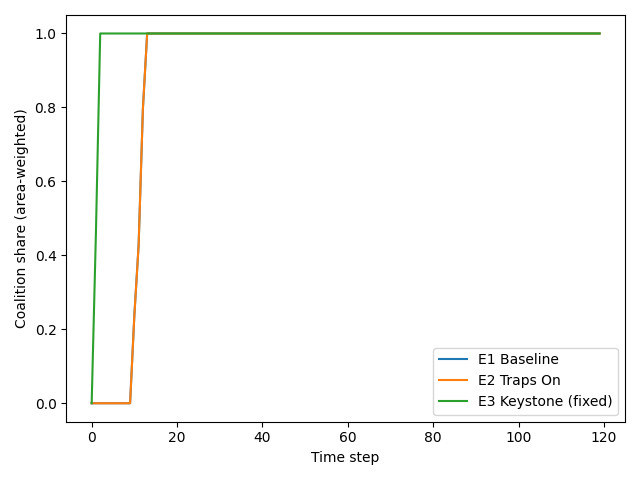 Coalition share (area-weighted)
1.0
0.8
0.6
0.4
0.2
0.0
E1 Baseline
E2 Traps On
E3 Keystone (fixed)
0 20 40 60 80 100 120
Time step